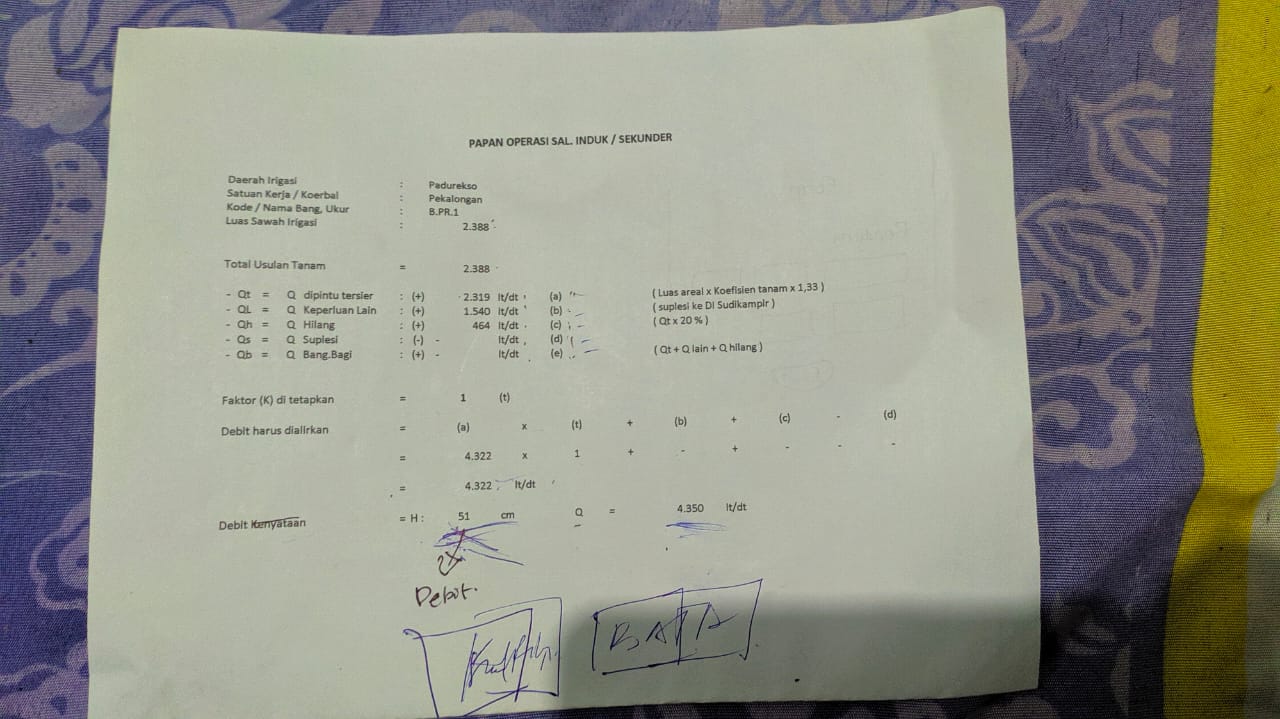 PAPAN OPERASI SAL. INDUK / SEKUNDER
Daerah Irigasi : Padurekso
Satuan Kerja / Koerbal : Pekalongan
Kode / Nama Bang, Ukur : B.PR.1
Luas Sawah Irigasi : 2.388
Total Usulan Tanam = 2.388
- Qt = Q dipintu tersier : (+) 2.319 lt/dt (a) ( Luas areal x Koefisien tanam x 1,33 )
- QL = Q Keperluan Lain : (+) 1.540 lt/dt (b) ( suplesi ke DI Sudikampir )
- Qh = Q Hilang : (+) 464 lt/dt (c) ( Qt x 20 % )
- Qs = Q Suplesi : (-) - lt/dt (d)
- Qb = Q Bang.Bagi : (+) - lt/dt (e) ( Qt + Q lain + Q hilang )
Faktor (K) di tetapkan = 1 (t)
Debit harus dialirkan = (a) x (t) + (b) + (c) - (d)
= 4.322 x 1 + - + - - -
= 4.322 lt/dt
Debit Kenyataan = H : 51 cm Q = 4.350 lt/dt
Debit.